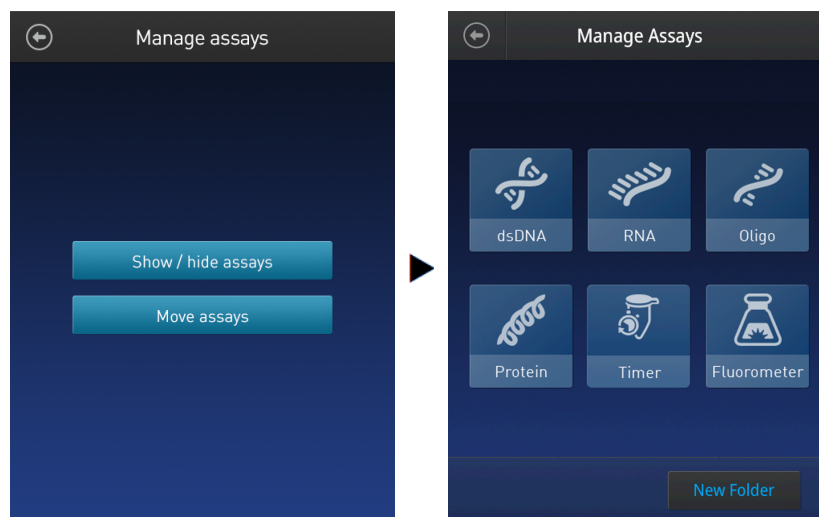 Manage assays
Show / hide assays
Move assays
Manage Assays
dsDNA
RNA
Oligo
Protein
Timer
Fluorometer
New Folder